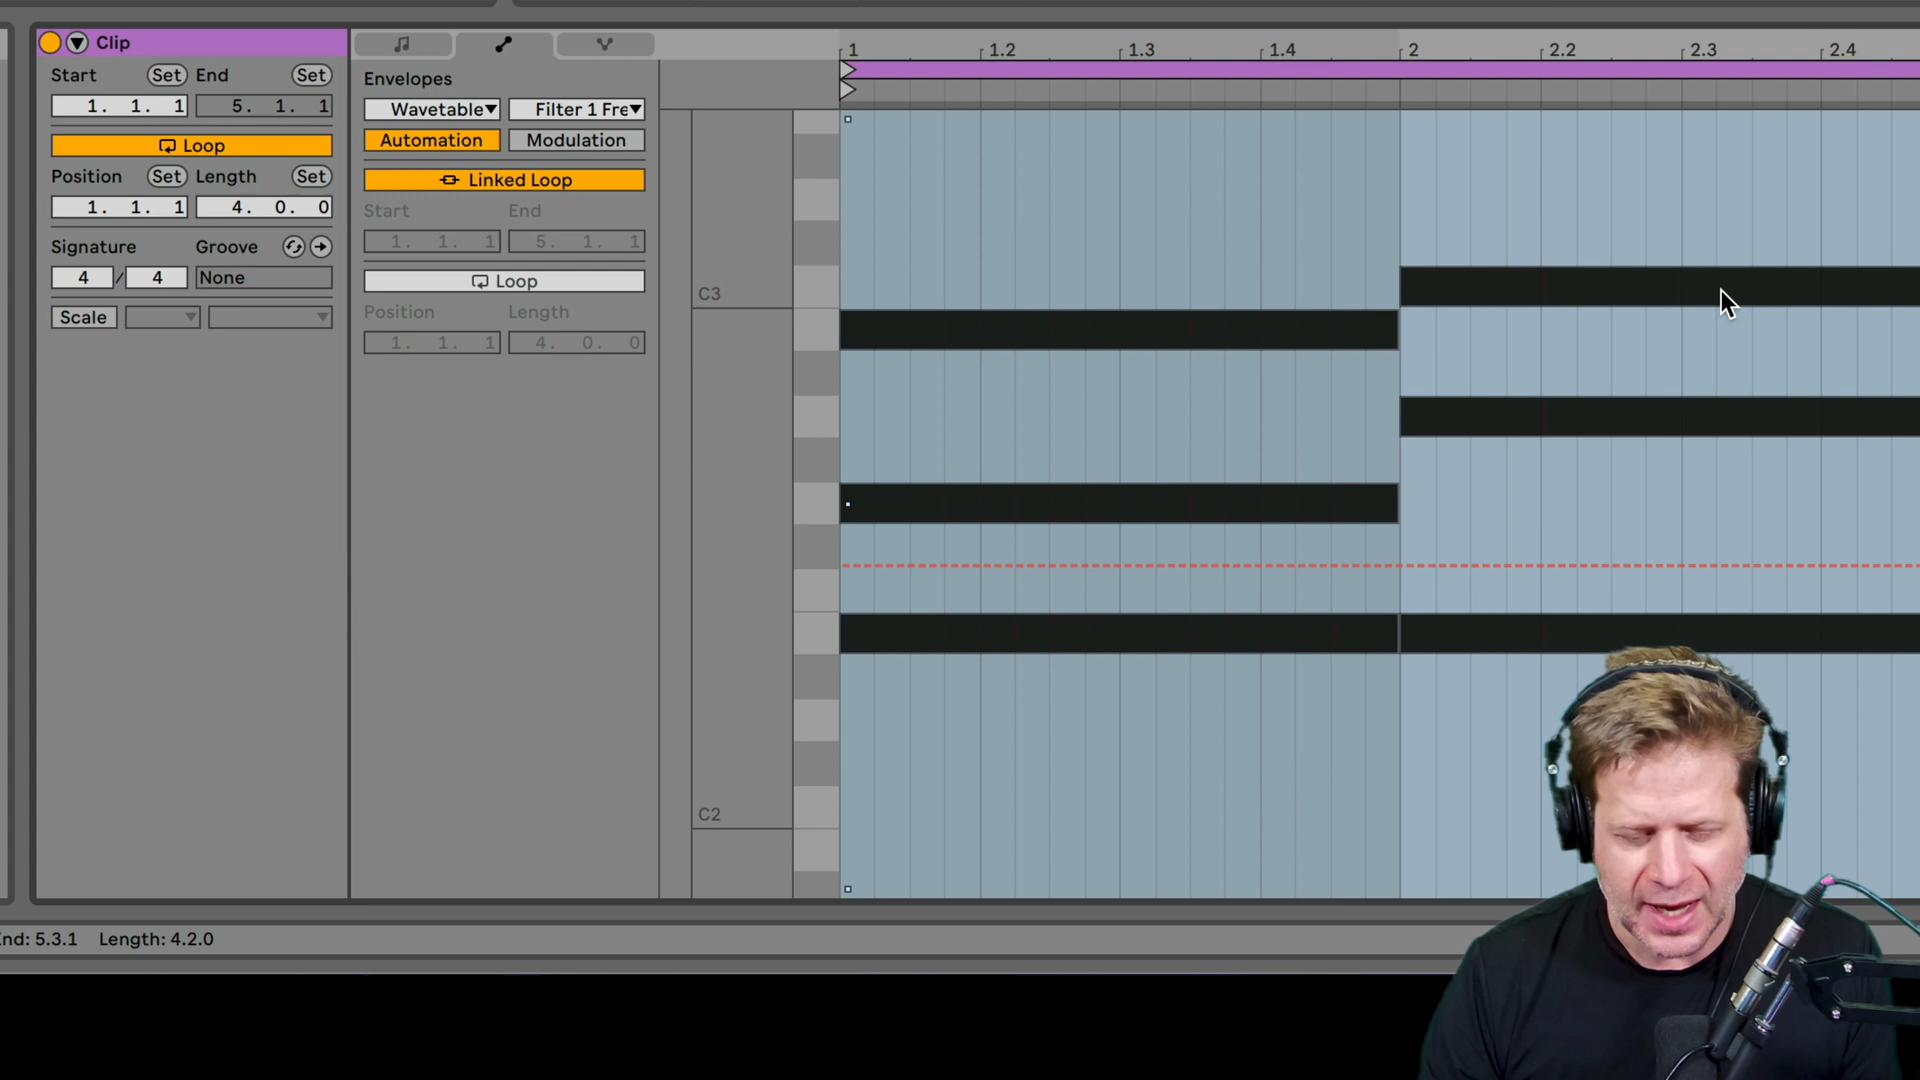 Clip
Start Set End Set
1. 1. 1 5. 1. 1
Loop
Position Set Length Set
1. 1. 1 4. 0. 0
Signature Groove
4 / 4 None
Scale
Envelopes
Wavetable Filter 1 Fre
Automation Modulation
Linked Loop
Start End
1. 1. 1 5. 1. 1
Loop
Position Length
1. 1. 1 4. 0. 0
1 1.2 1.3 1.4 2 2.2 2.3 2.4
C3
C2
End: 5.3.1 Length: 4.2.0